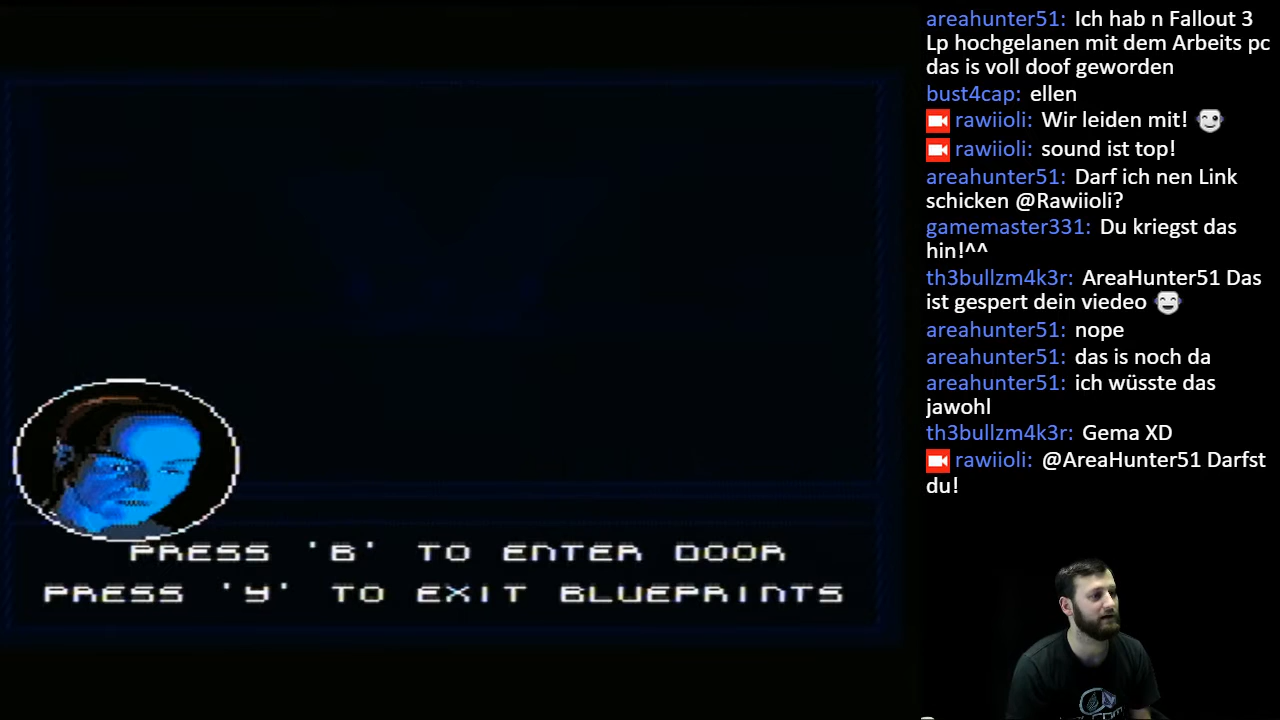 areahunter51: Ich hab n Fallout 3
Lp hochgelanen mit dem Arbeits pc
das is voll doof geworden
bust4cap: ellen
rawiioli: Wir leiden mit!
rawiioli: sound ist top!
areahunter51: Darf ich nen Link
schicken @Rawiioli?
gamemaster331: Du kriegst das
hin!^^
th3bullzm4k3r: AreaHunter51 Das
ist gespert dein viedeo
areahunter51: nope
areahunter51: das is noch da
areahunter51: ich wüsste das
jawohl
th3bullzm4k3r: Gema XD
rawiioli: @AreaHunter51 Darfst
du!
PRESS 'B' TO ENTER DOOR
PRESS 'Y' TO EXIT BLUEPRINTS